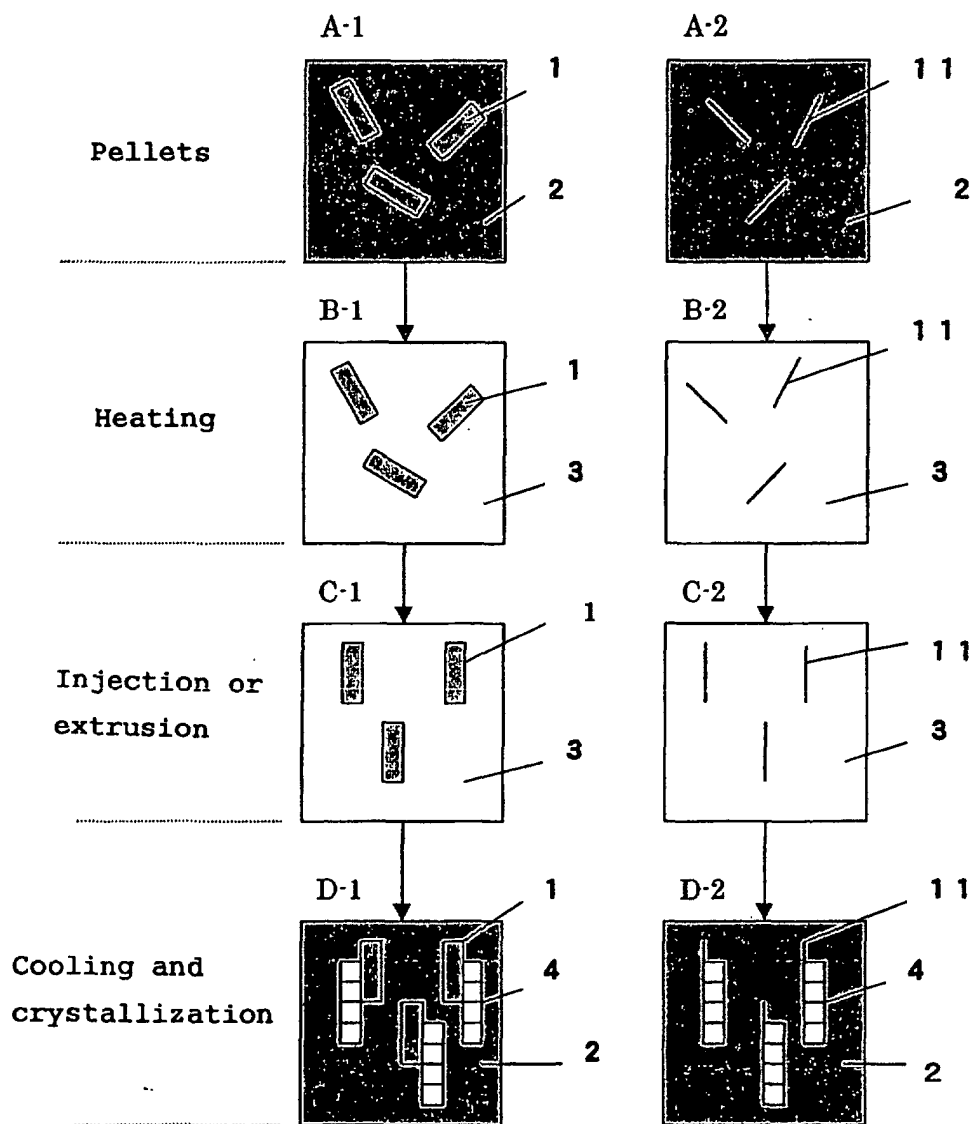 A-1 A-2
1 1 1
Pellets
2 2
B-1 B-2
1 1 1
Heating
3 3
C-1 C-2
1 1 1
Injection or
extrusion
3 3
D-1 D-2
1 1 1
Cooling and
crystallization
4 4
2 2